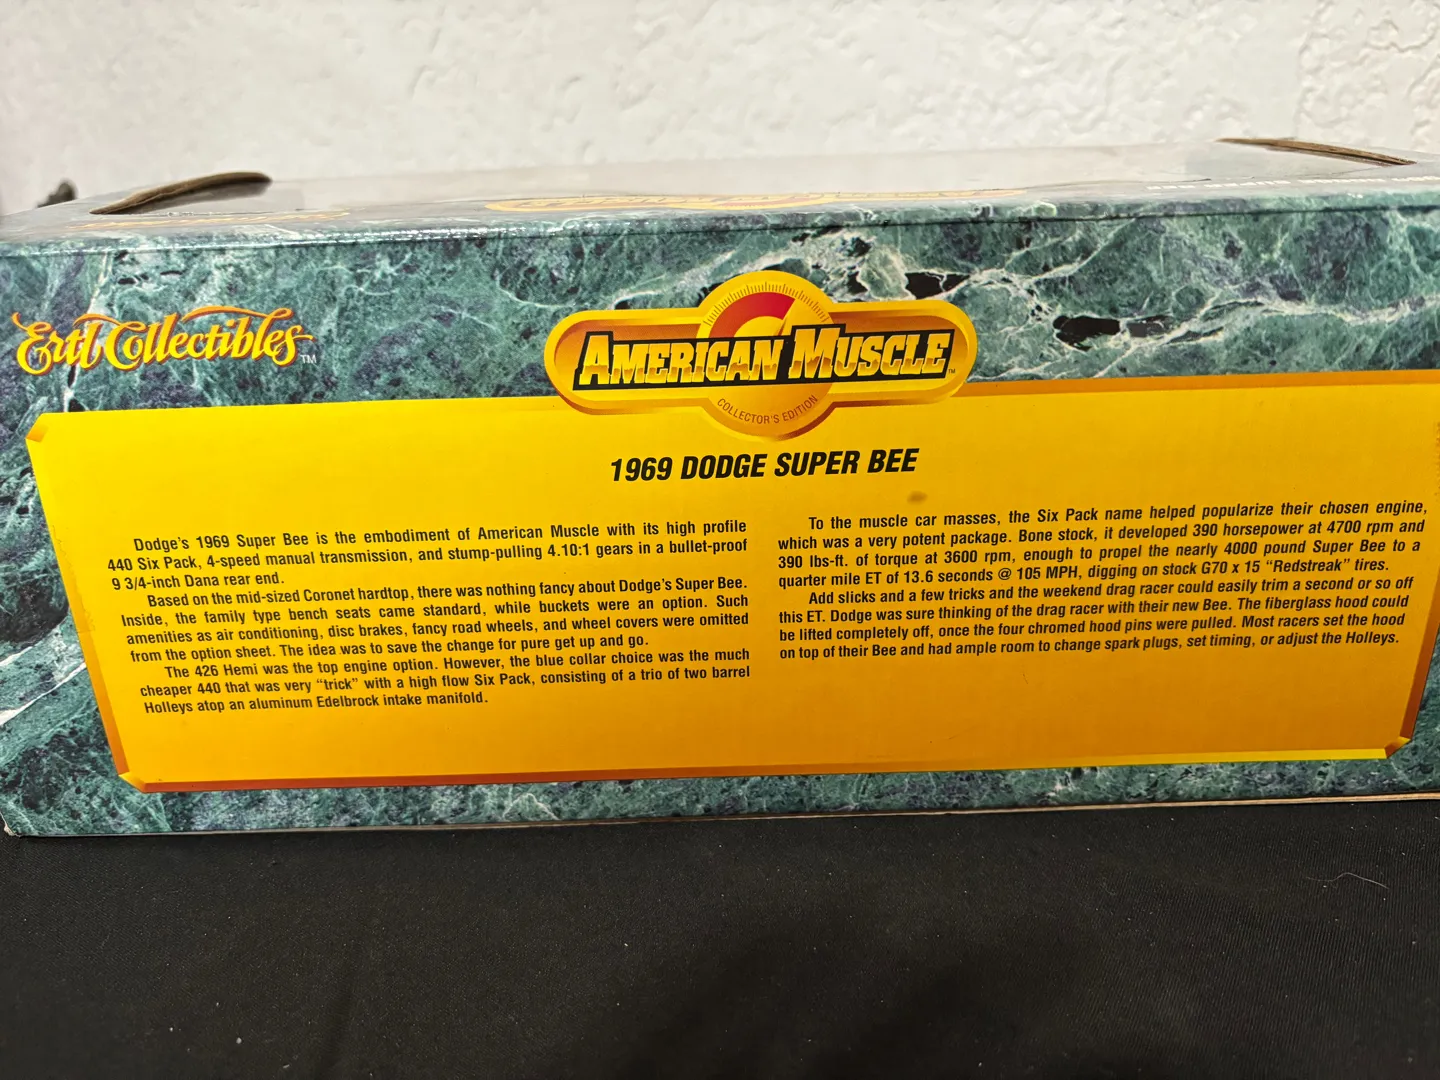 Ertl Collectibles™
AMERICAN MUSCLE™
COLLECTOR'S EDITION
1969 DODGE SUPER BEE
Dodge's 1969 Super Bee is the embodiment of American Muscle with its high profile
440 Six Pack, 4-speed manual transmission, and stump-pulling 4.10:1 gears in a bullet-proof
9 3/4-inch Dana rear end.
Based on the mid-sized Coronet hardtop, there was nothing fancy about Dodge's Super Bee.
Inside, the family type bench seats came standard, while buckets were an option. Such
amenities as air conditioning, disc brakes, fancy road wheels, and wheel covers were omitted
from the option sheet. The idea was to save the change for pure get up and go.
The 426 Hemi was the top engine option. However, the blue collar choice was the much
cheaper 440 that was very “trick” with a high flow Six Pack, consisting of a trio of two barrel
Holleys atop an aluminum Edelbrock intake manifold.
To the muscle car masses, the Six Pack name helped popularize their chosen engine,
which was a very potent package. Bone stock, it developed 390 horsepower at 4700 rpm and
390 lbs-ft. of torque at 3600 rpm, enough to propel the nearly 4000 pound Super Bee to a
quarter mile ET of 13.6 seconds @ 105 MPH, digging on stock G70 x 15 “Redstreak” tires.
Add slicks and a few tricks and the weekend drag racer could easily trim a second or so off
this ET. Dodge was sure thinking of the drag racer with their new Bee. The fiberglass hood could
be lifted completely off, once the four chromed hood pins were pulled. Most racers set the hood
on top of their Bee and had ample room to change spark plugs, set timing, or adjust the Holleys.